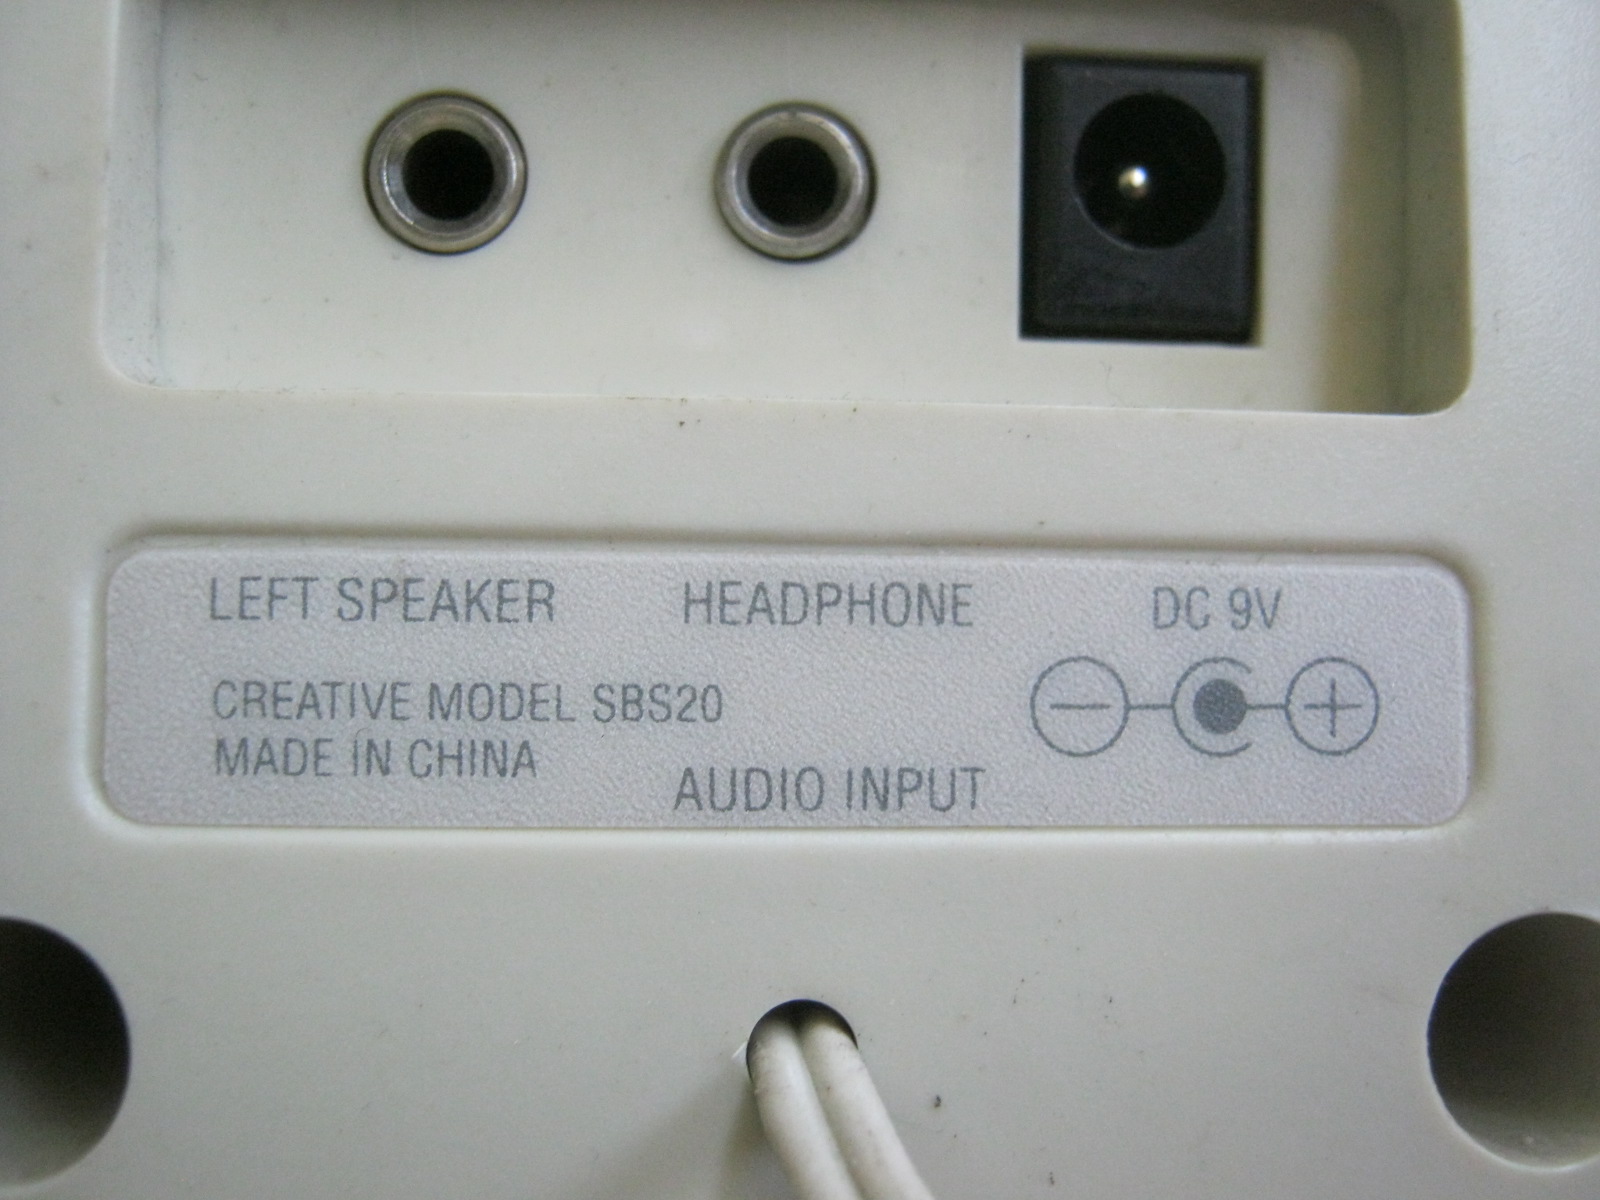 LEFT SPEAKER HEADPHONE DC 9V
CREATIVE MODEL SBS20
MADE IN CHINA
AUDIO INPUT